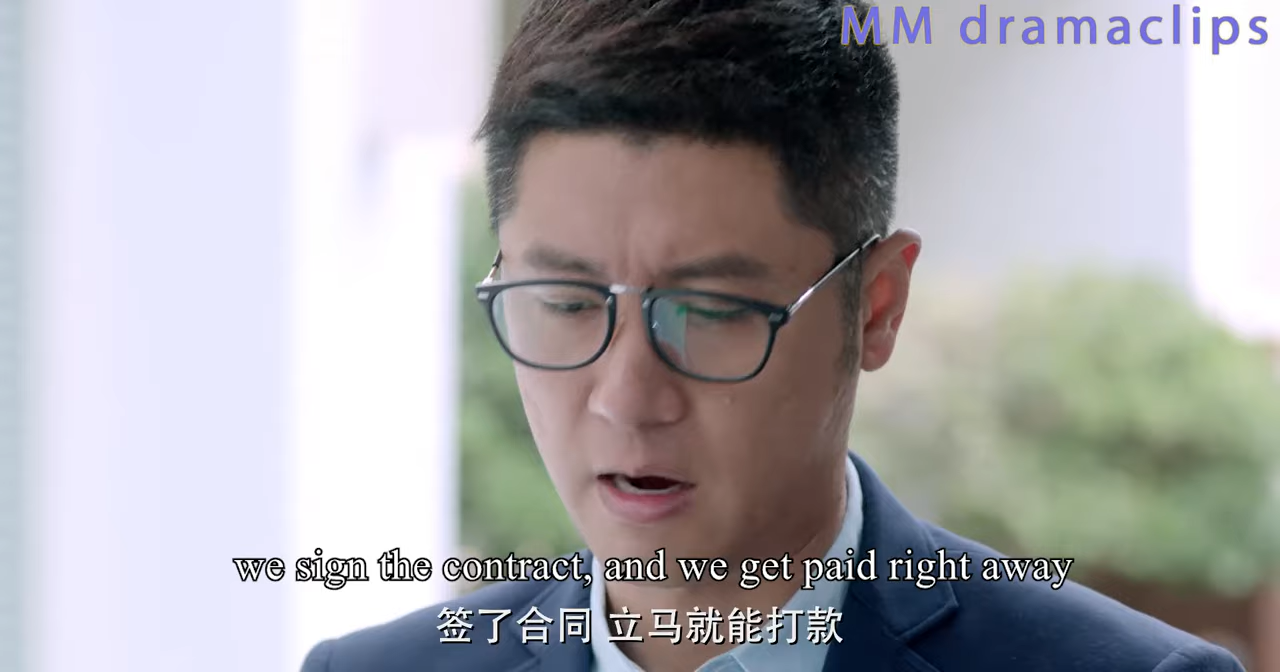 MM dramaclips
we sign the contract, and we get paid right away
签了合同 立马就能打款